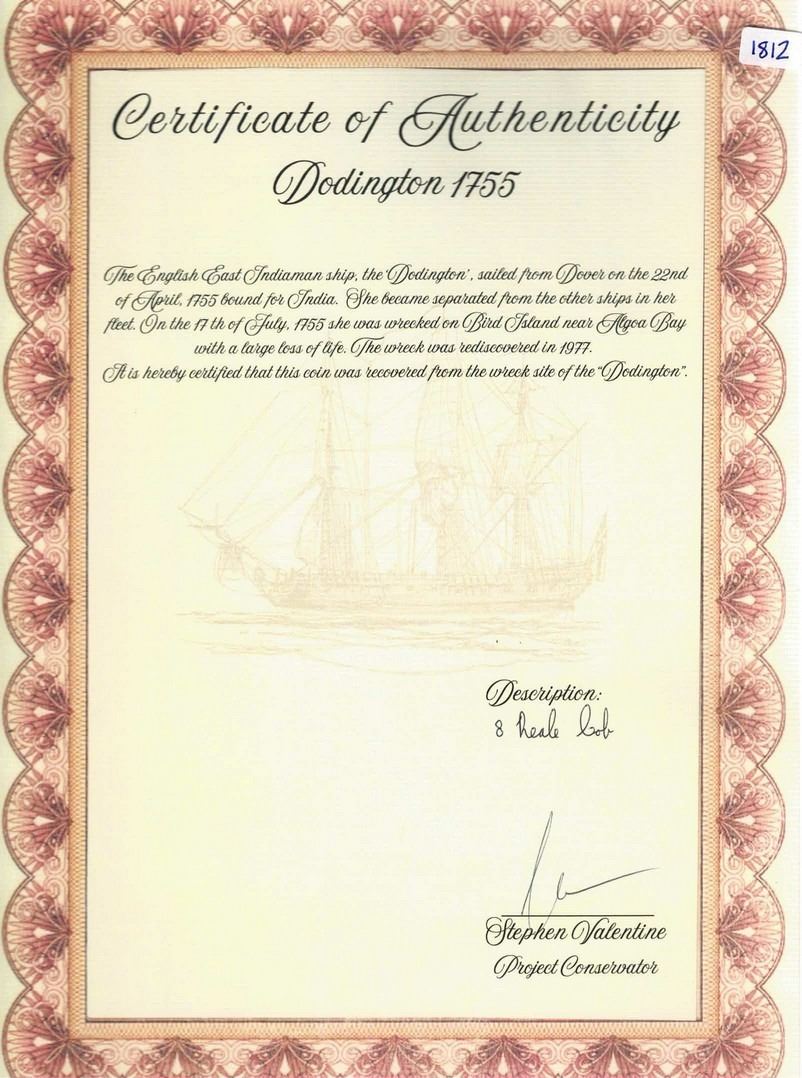 1812
Certificate of Authenticity
Dodington 1755
The English East Indiaman ship, the 'Dodington', sailed from Dover on the 22nd
of April, 1755 bound for India. She became separated from the other ships in her
fleet. On the 17 th of July, 1755 she was wrecked on Bird Island near Algoa Bay
with a large loss of life. The wreck was rediscovered in 1977.
It is hereby certified that this coin was recovered from the wreck site of the "Dodington".
Description:
8 Reale Cob
Stephen Valentine
Project Conservator